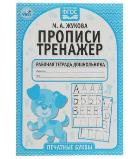 ФГОС
М.А. ЖУКОВА
ПРОПИСИ
ТРЕНАЖЕР
РАБОЧАЯ ТЕТРАДЬ ДОШКОЛЬНИКА
ПЕЧАТНЫЕ БУКВЫ